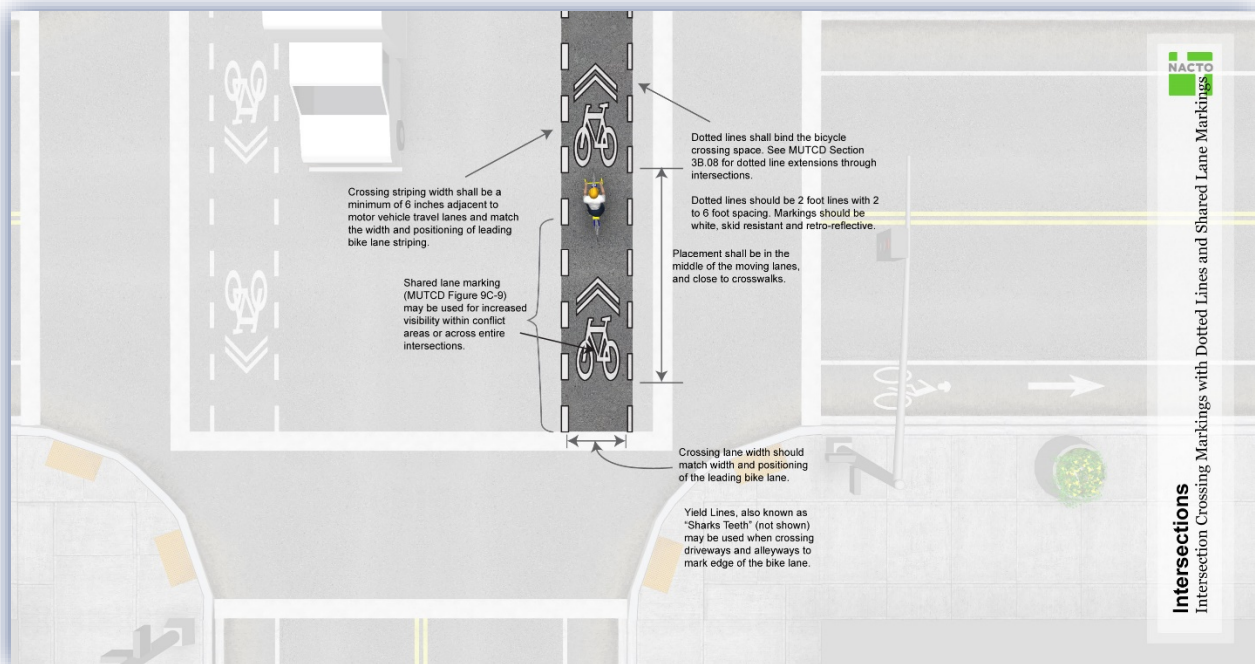 NACTO
Dotted lines shall bind the bicycle
crossing space. See MUTCD Section
3B.08 for dotted line extensions through
intersections.
Dotted lines should be 2 foot lines with 2
to 6 foot spacing. Markings should be
white, skid resistant and retro-reflective.
Crossing striping width shall be a
minimum of 6 inches adjacent to
motor vehicle travel lanes and match
the width and positioning of leading
bike lane striping.
Placement shall be in the
middle of the moving lanes,
and close to crosswalks.
Shared lane marking
(MUTCD Figure 9C-9)
may be used for increased
visibility within conflict
areas or across entire
intersections.
Crossing lane width should
match width and positioning
of the leading bike lane.
Yield Lines, also known as
“Sharks Teeth” (not shown)
may be used when crossing
driveways and alleyways to
mark edge of the bike lane.
Intersections
Intersection Crossing Markings with Dotted Lines and Shared Lane Markings